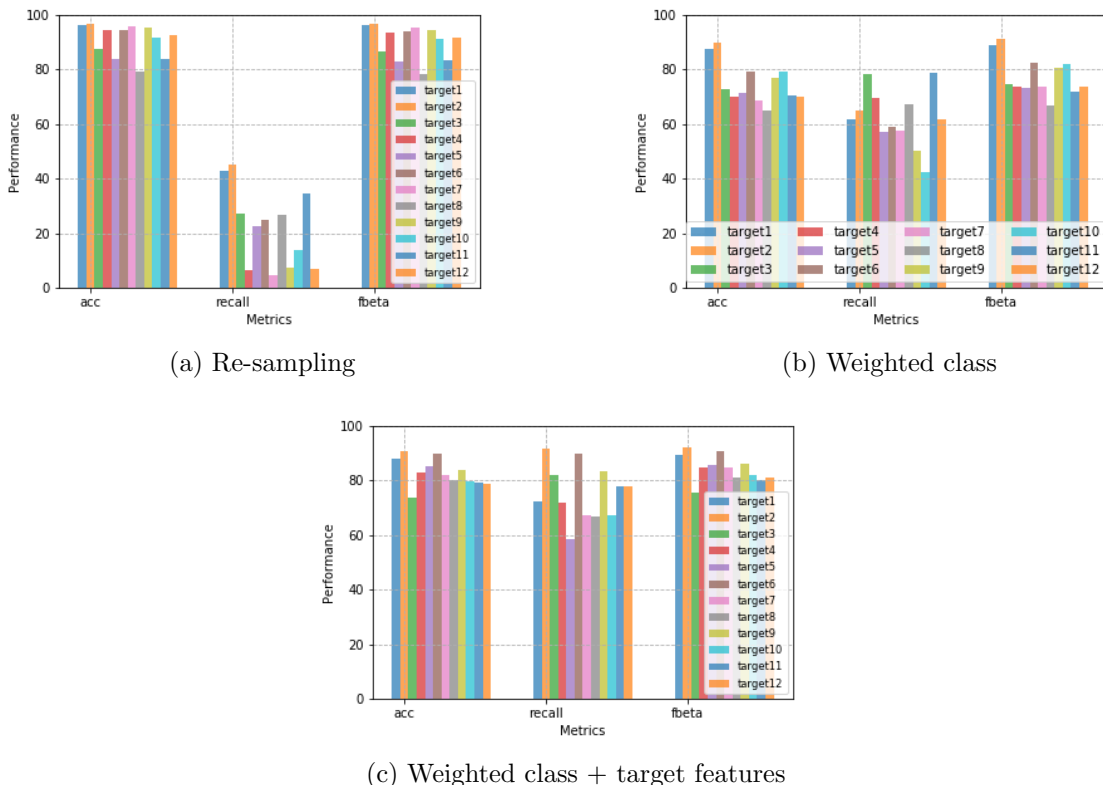 100
80
60
40
20
0
Performance
acc
recall
fbeta
Metrics
target1
target2
target3
target4
target5
target6
target7
target8
target9
target10
target11
target12
(a) Re-sampling
100
80
60
40
20
0
Performance
target1 target4 target7 target10
target2 target5 target8 target11
target3 target6 target9 target12
acc
recall
fbeta
Metrics
(b) Weighted class
100
80
60
40
20
0
Performance
acc
recall
fbeta
Metrics
target1
target2
target3
target4
target5
target6
target7
target8
target9
target10
target11
target12
(c) Weighted class + target features